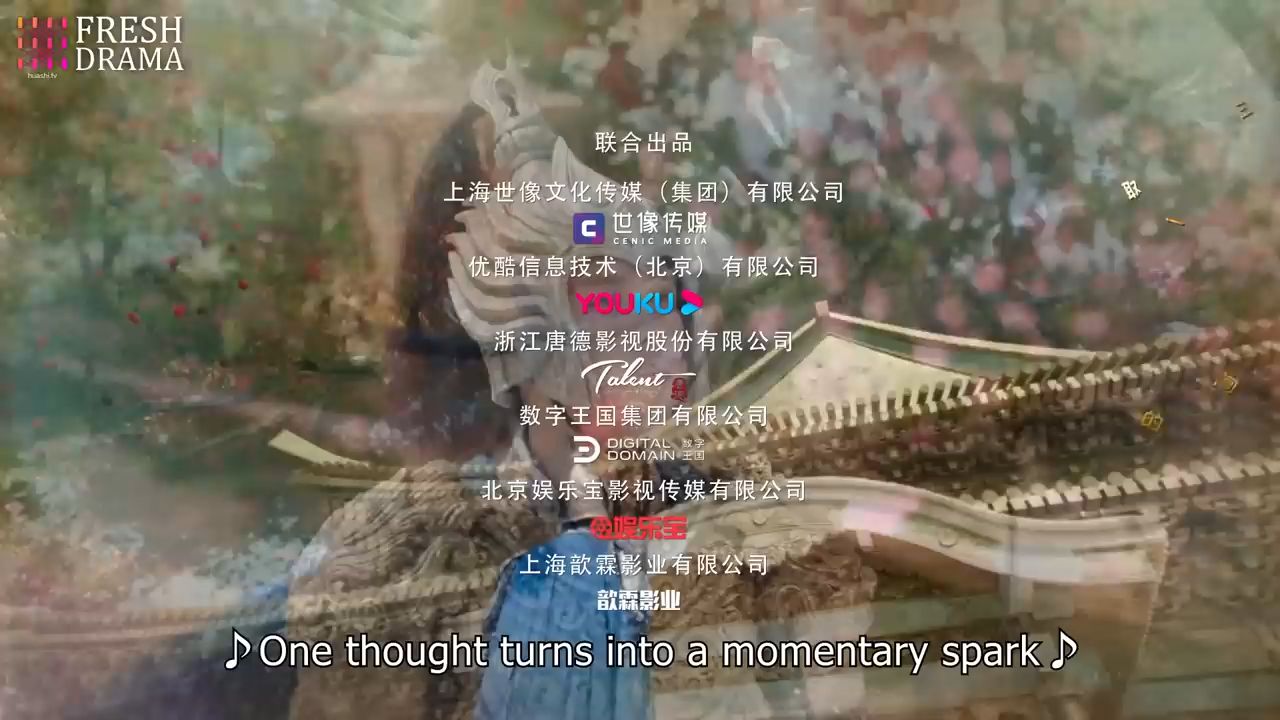 FRESH
DRAMA
huashi.tv
联合出品
上海世像文化传媒（集团）有限公司
C 世像传媒
CENIC MEDIA
优酷信息技术（北京）有限公司
YOUKU
浙江唐德影视股份有限公司
Talent
数字王国集团有限公司
DIGITAL 数字
DOMAIN 王国
北京娱乐宝影视传媒有限公司
娱乐宝
上海歆霖影业有限公司
歆霖影业
♪One thought turns into a momentary spark♪
取
的